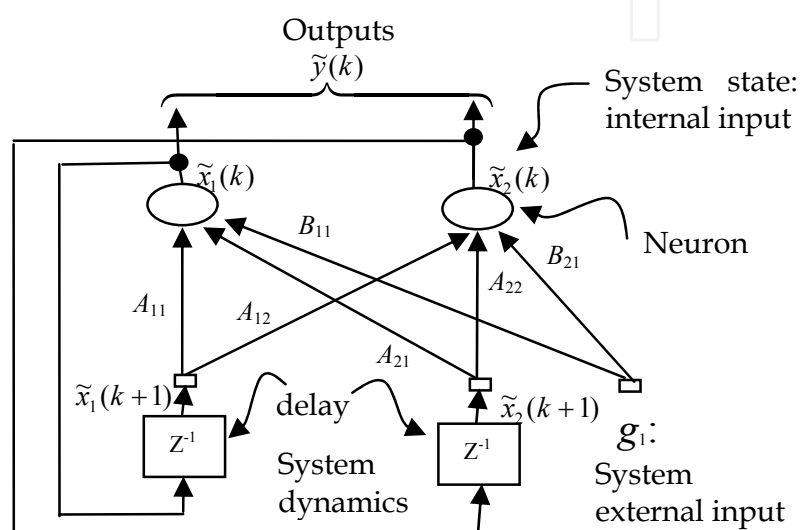 Outputs
ỹ(k)
System state:
internal input
x̃₁(k)
x̃₂(k)
B₁₁
Neuron
B₂₁
A₁₁
A₁₂
A₂₂
A₂₁
x̃₁(k+1)
delay
x̃₂(k+1)
g₁:
Z⁻¹
Z⁻¹
System
dynamics
System
external input